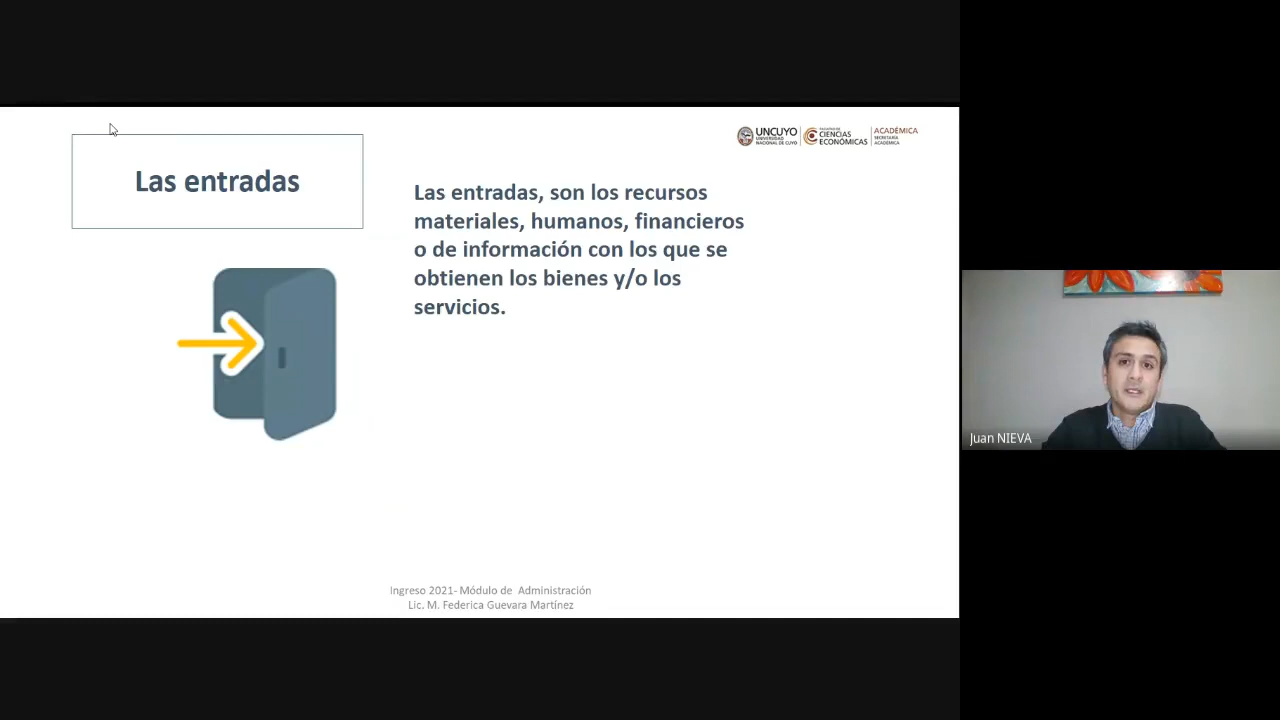 Las entradas
UNCUYO
UNIVERSIDAD
NACIONAL DE CUYO
FACULTAD DE
CIENCIAS
ECONÓMICAS
ACADÉMICA
SECRETARÍA
ACADÉMICA
Las entradas, son los recursos
materiales, humanos, financieros
o de información con los que se
obtienen los bienes y/o los
servicios.
Juan NIEVA
Ingreso 2021- Módulo de  Administración
Lic. M. Federica Guevara Martínez